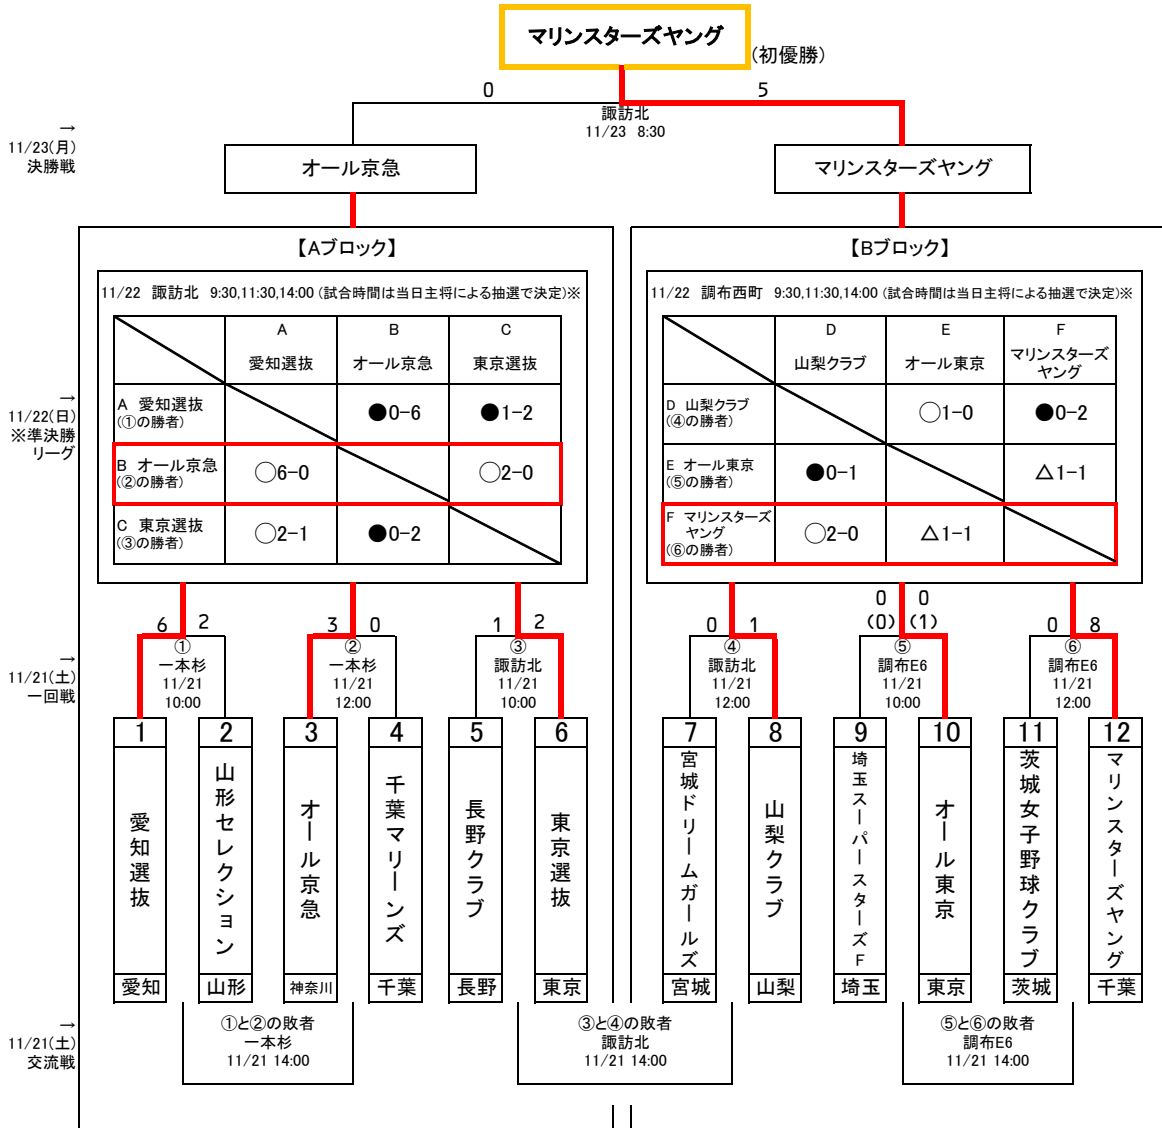 マリンスターズヤング
(初優勝)
0
5
諏訪北
11/23 8:30
→
11/23(月)
決勝戦
オール京急
マリンスターズヤング
【Aブロック】
11/22 諏訪北 9:30,11:30,14:00 (試合時間は当日主将による抽選で決定)※
A
B
C
愛知選抜
オール京急
東京選抜
→
11/22(日)
※準決勝
リーグ
A 愛知選抜
(①の勝者)
●0-6
●1-2
B オール京急
(②の勝者)
○6-0
○2-0
C 東京選抜
(③の勝者)
○2-1
●0-2
【Bブロック】
11/22 調布西町 9:30,11:30,14:00 (試合時間は当日主将による抽選で決定)※
D
E
F
山梨クラブ
オール東京
マリンスターズ
ヤング
D 山梨クラブ
(④の勝者)
○1-0
●0-2
E オール東京
(⑤の勝者)
●0-1
△1-1
F マリンスターズ
ヤング
(⑥の勝者)
○2-0
△1-1
→
11/21(土)
一回戦
6 2
①
一本杉
11/21
10:00
3 0
②
一本杉
11/21
12:00
1 2
③
諏訪北
11/21
10:00
0 1
④
諏訪北
11/21
12:00
0 0
(0) (1)
⑤
調布E6
11/21
10:00
0 8
⑥
調布E6
11/21
12:00
1
愛知選抜
愛知
2
山形セレクション
山形
3
オール京急
神奈川
4
千葉マリーンズ
千葉
5
長野クラブ
長野
6
東京選抜
東京
7
宮城ドリームガールズ
宮城
8
山梨クラブ
山梨
9
埼玉スーパースターズF
埼玉
10
オール東京
東京
11
茨城女子野球クラブ
茨城
12
マリンスターズヤング
千葉
→
11/21(土)
交流戦
①と②の敗者
一本杉
11/21 14:00
③と④の敗者
諏訪北
11/21 14:00
⑤と⑥の敗者
調布E6
11/21 14:00